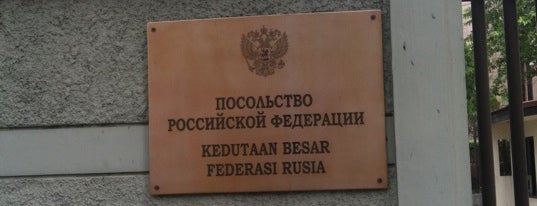 ПОСОЛЬСТВО
РОССИЙСКОЙ ФЕДЕРАЦИИ
KEDUTAAN BESAR
FEDERASI RUSIA